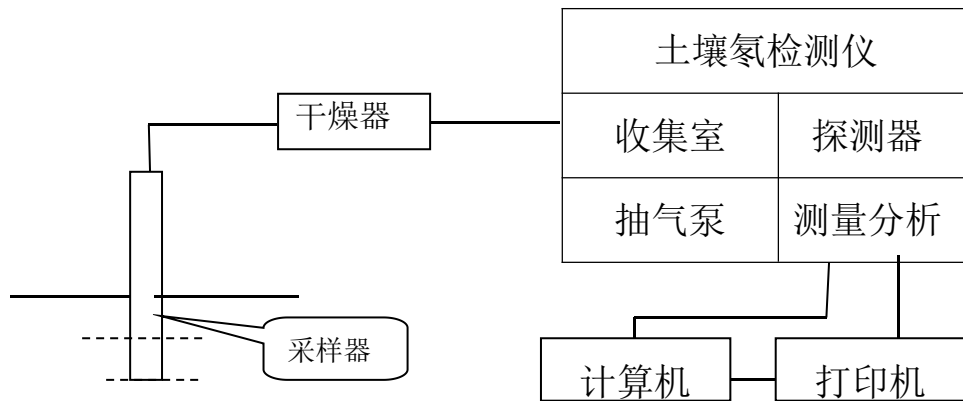 土壤氡检测仪
干燥器
收集室
探测器
抽气泵
测量分析
采样器
计算机
打印机